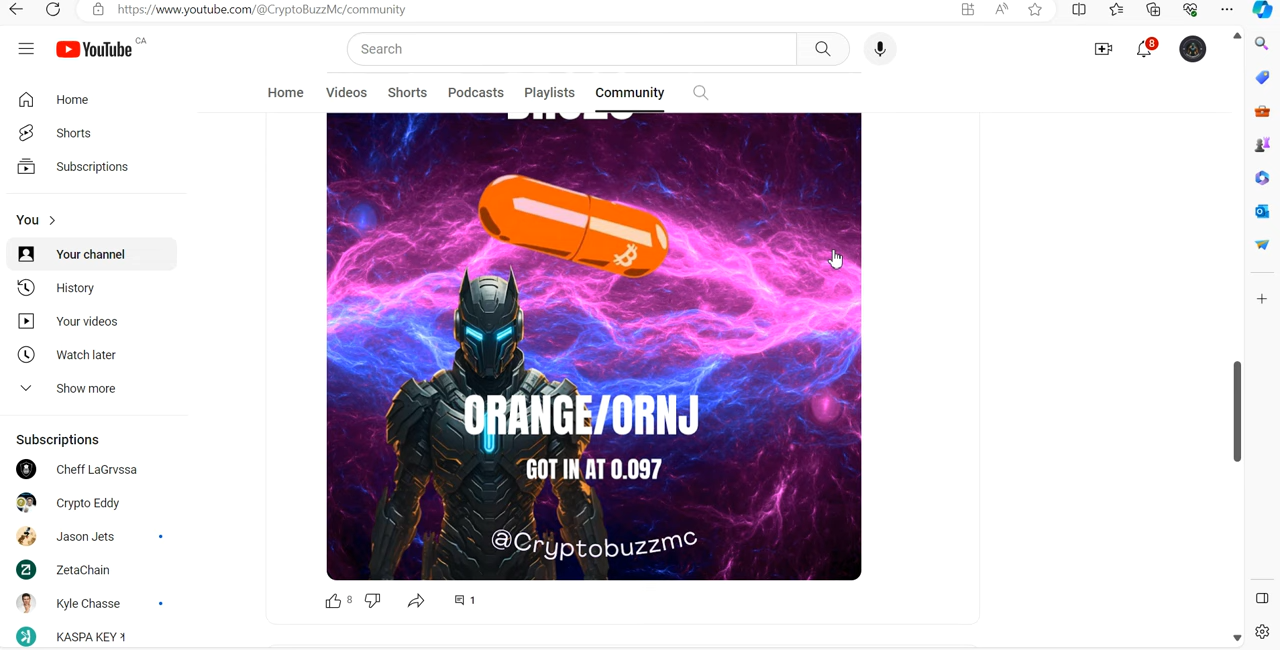 https://www.youtube.com/@CryptoBuzzMc/community
YouTube CA
Search
8
Home
Videos
Shorts
Podcasts
Playlists
Community
Home
Shorts
Subscriptions
You
Your channel
History
Your videos
Watch later
Show more
Subscriptions
Cheff LaGrvssa
Crypto Eddy
Jason Jets
ZetaChain
Kyle Chasse
KASPA KEY
ORANGE/ORNJ
GOT IN AT 0.097
@Cryptobuzzmc
8
1